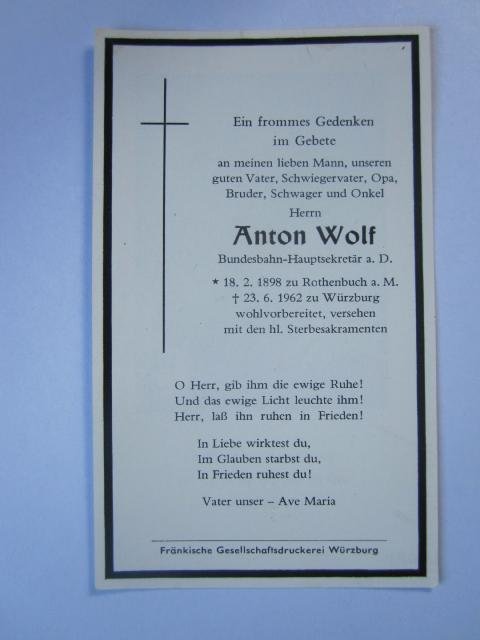 Ein frommes Gedenken
im Gebete
an meinen lieben Mann, unseren
guten Vater, Schwiegervater, Opa,
Bruder, Schwager und Onkel
Herrn
Anton Wolf
Bundesbahn-Hauptsekretär a. D.
* 18. 2. 1898 zu Rothenbuch a. M.
† 23. 6. 1962 zu Würzburg
wohlvorbereitet, versehen
mit den hl. Sterbesakramenten
O Herr, gib ihm die ewige Ruhe!
Und das ewige Licht leuchte ihm!
Herr, laß ihn ruhen in Frieden!
In Liebe wirktest du,
Im Glauben starbst du,
In Frieden ruhest du!
Vater unser – Ave Maria
Fränkische Gesellschaftsdruckerei Würzburg